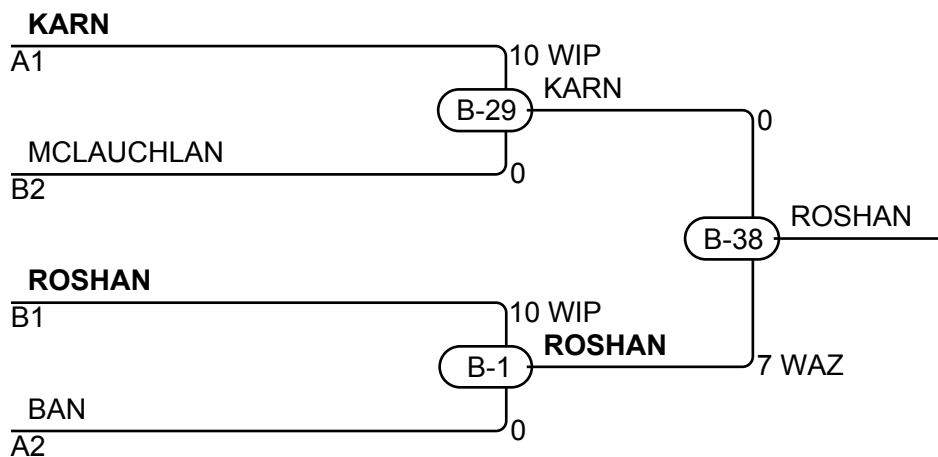 KARN
A1
10 WIP
KARN
B-29
0
MCLAUCHLAN
B2
0
ROSHAN
B-38
ROSHAN
B1
10 WIP
ROSHAN
B-1
7 WAZ
BAN
A2
0